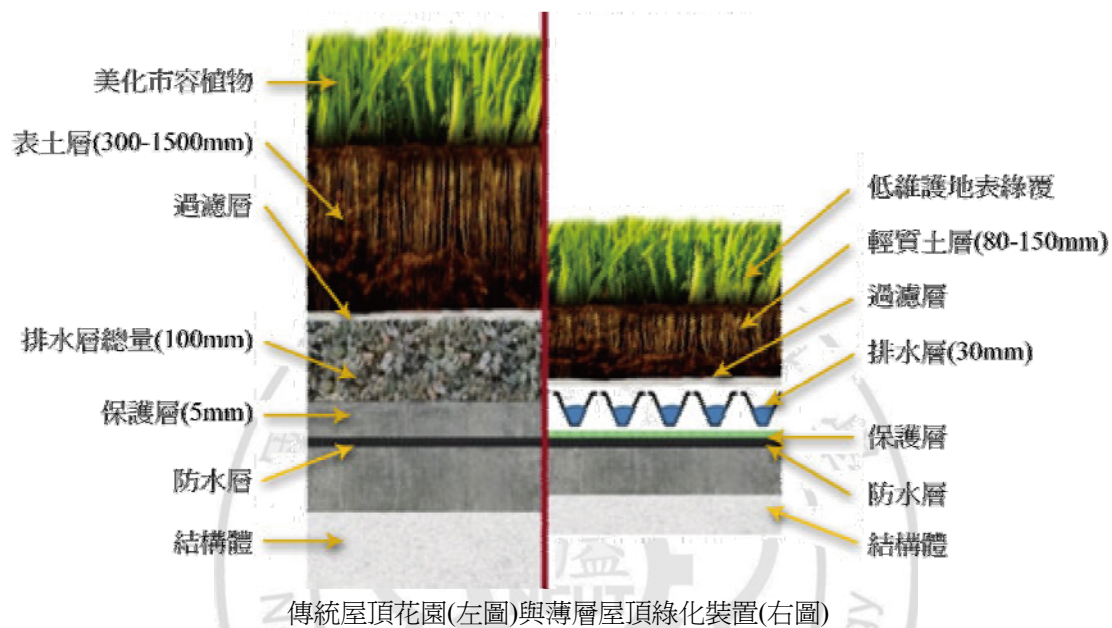 美化市容植物
表土層(300-1500mm)
過濾層
排水層總量(100mm)
保護層(5mm)
防水層
結構體
低維護地表綠覆
輕質土層(80-150mm)
過濾層
排水層(30mm)
保護層
防水層
結構體
傳統屋頂花園(左圖)與薄層屋頂綠化裝置(右圖)